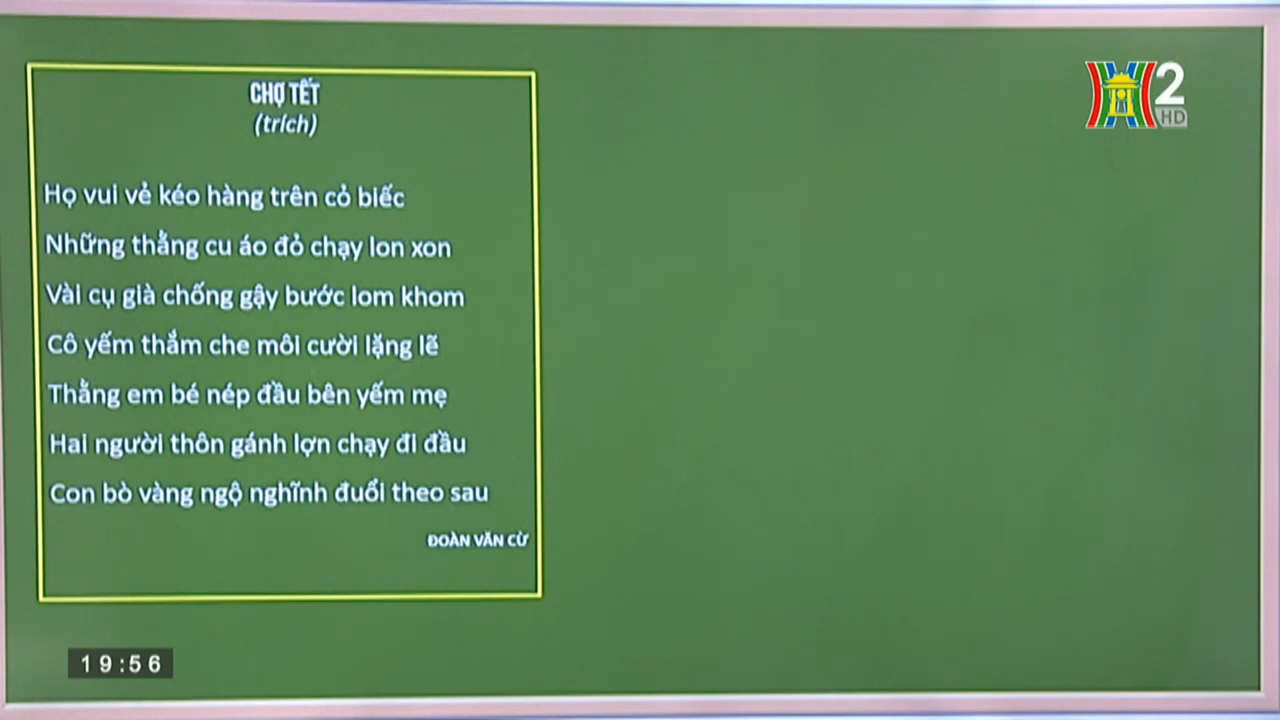 CHỢ TẾT
(trích)
Họ vui vẻ kéo hàng trên cỏ biếc
Những thằng cu áo đỏ chạy lon xon
Vài cụ già chống gậy bước lom khom
Cô yếm thắm che môi cười lặng lẽ
Thằng em bé nép đầu bên yếm mẹ
Hai người thôn gánh lợn chạy đi đầu
Con bò vàng ngộ nghĩnh đuổi theo sau
ĐOÀN VĂN CỪ
2
HD
19:56